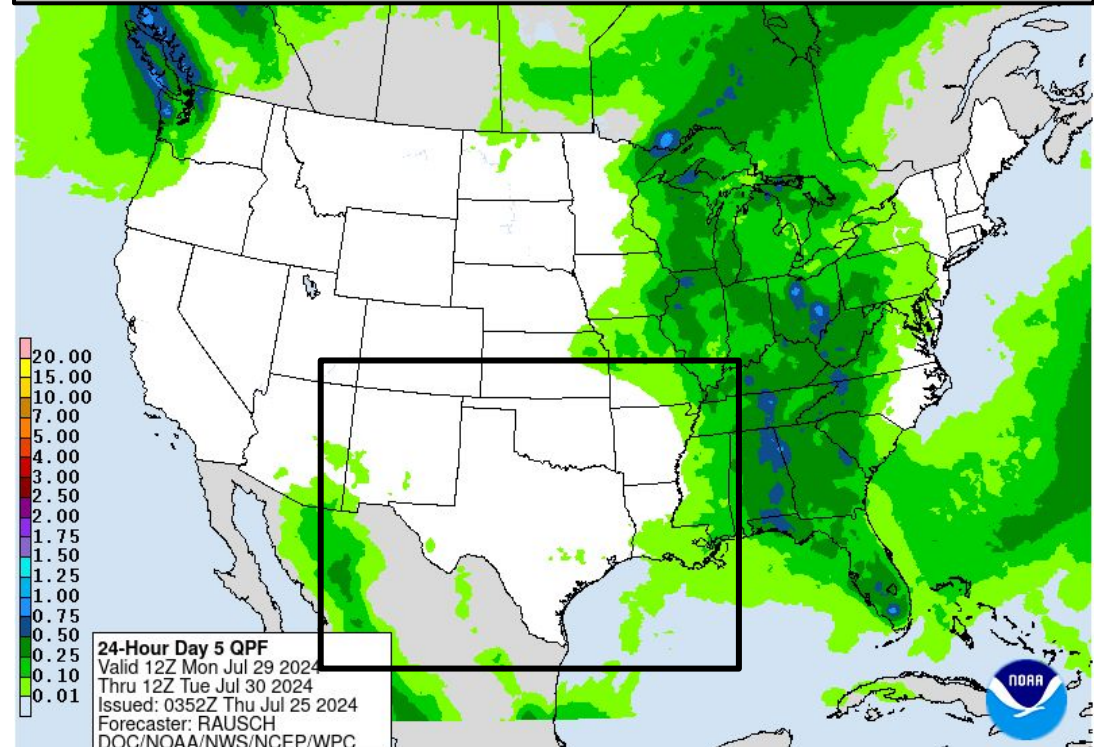 20.00
15.00
10.00
7.00
5.00
4.00
3.00
2.50
2.00
1.75
1.50
1.25
1.00
0.75
0.50
0.25
0.10
0.01
24-Hour Day 5 QPF
Valid 12Z Mon Jul 29 2024
Thru 12Z Tue Jul 30 2024
Issued: 0352Z Thu Jul 25 2024
Forecaster: RAUSCH
DOC/NOAA/NWS/NCEP/WPC
NOAA